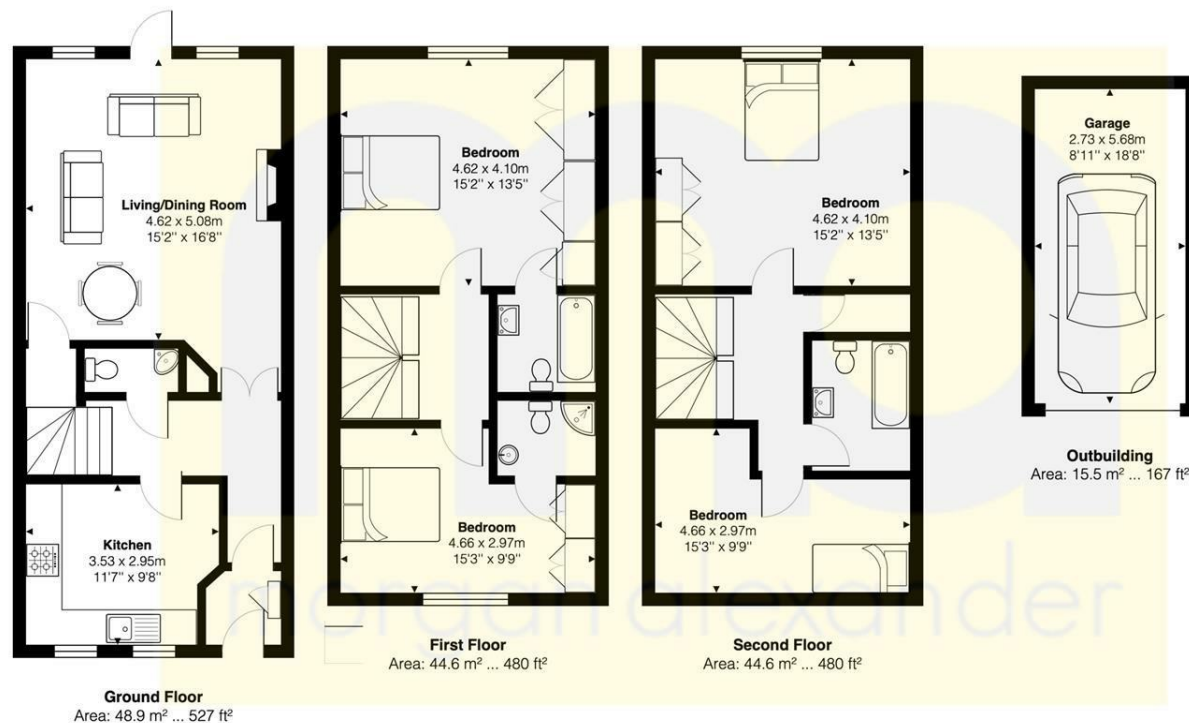 Living/Dining Room
4.62 x 5.08m
15'2" x 16'8"
Kitchen
3.53 x 2.95m
11'7" x 9'8"
Ground Floor
Area: 48.9 m² ... 527 ft²
Bedroom
4.62 x 4.10m
15'2" x 13'5"
Bedroom
4.66 x 2.97m
15'3" x 9'9"
First Floor
Area: 44.6 m² ... 480 ft²
Bedroom
4.62 x 4.10m
15'2" x 13'5"
Bedroom
4.66 x 2.97m
15'3" x 9'9"
Second Floor
Area: 44.6 m² ... 480 ft²
Garage
2.73 x 5.68m
8'11" x 18'8"
Outbuilding
Area: 15.5 m² ... 167 ft²
ma
morgan alexander